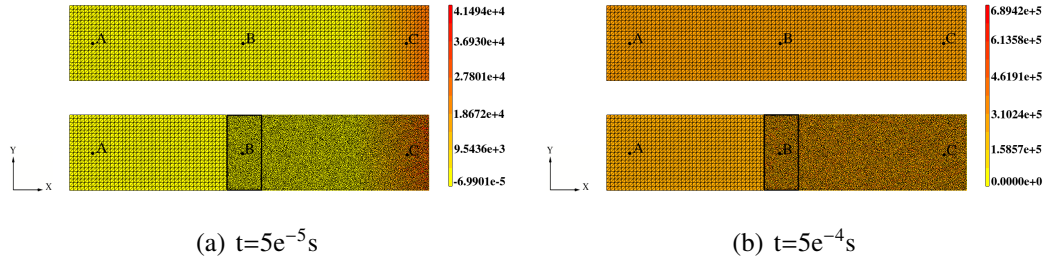 A B C
4.1494e+4
3.6930e+4
2.7801e+4
1.8672e+4
9.5436e+3
-6.9901e-5
A B C
Y
X
(a) t=5e⁻⁵s
A B C
6.8942e+5
6.1358e+5
4.6191e+5
3.1024e+5
1.5857e+5
0.0000e+0
A B C
Y
X
(b) t=5e⁻⁴s